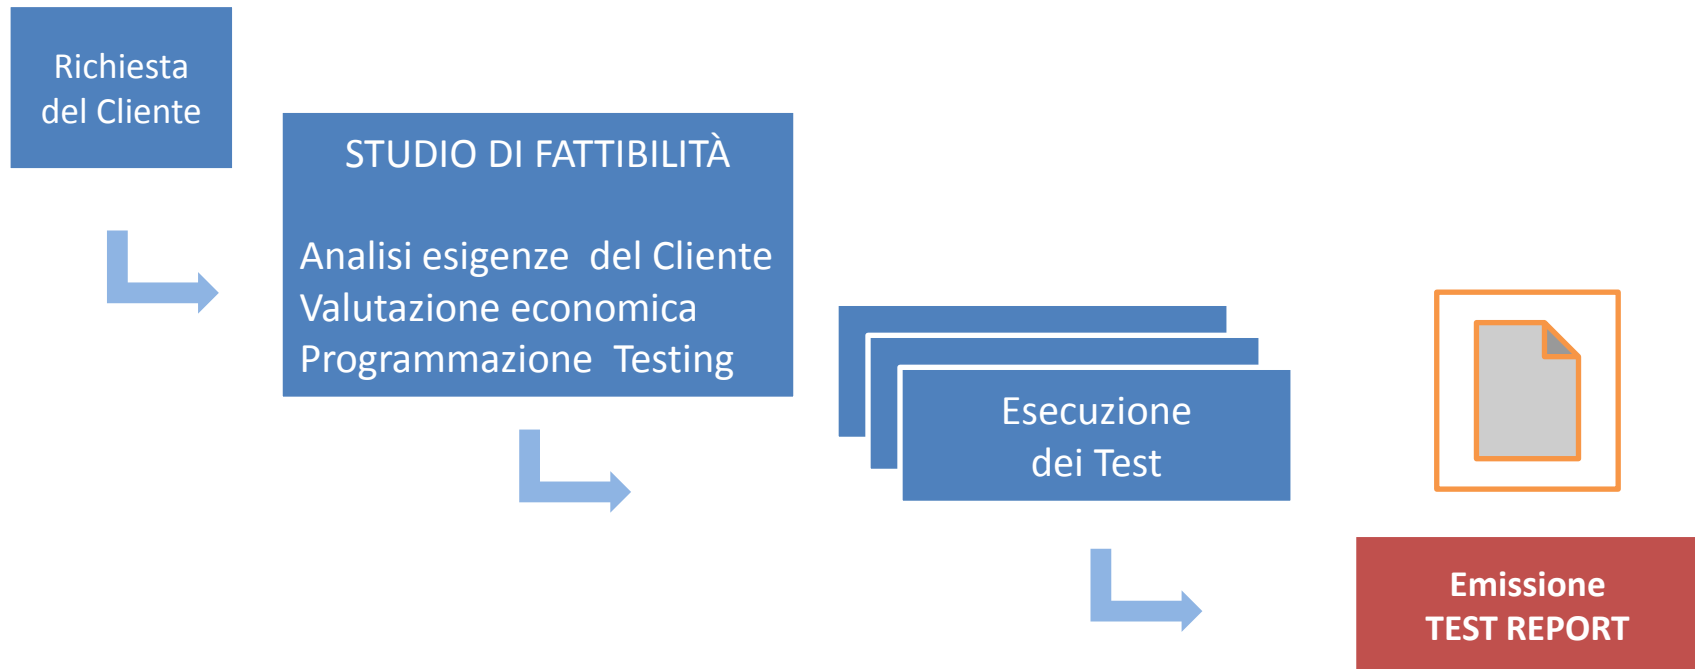 Richiesta
del Cliente
STUDIO DI FATTIBILITÀ
Analisi esigenze  del Cliente
Valutazione economica
Programmazione  Testing
Esecuzione
dei Test
Emissione
TEST REPORT